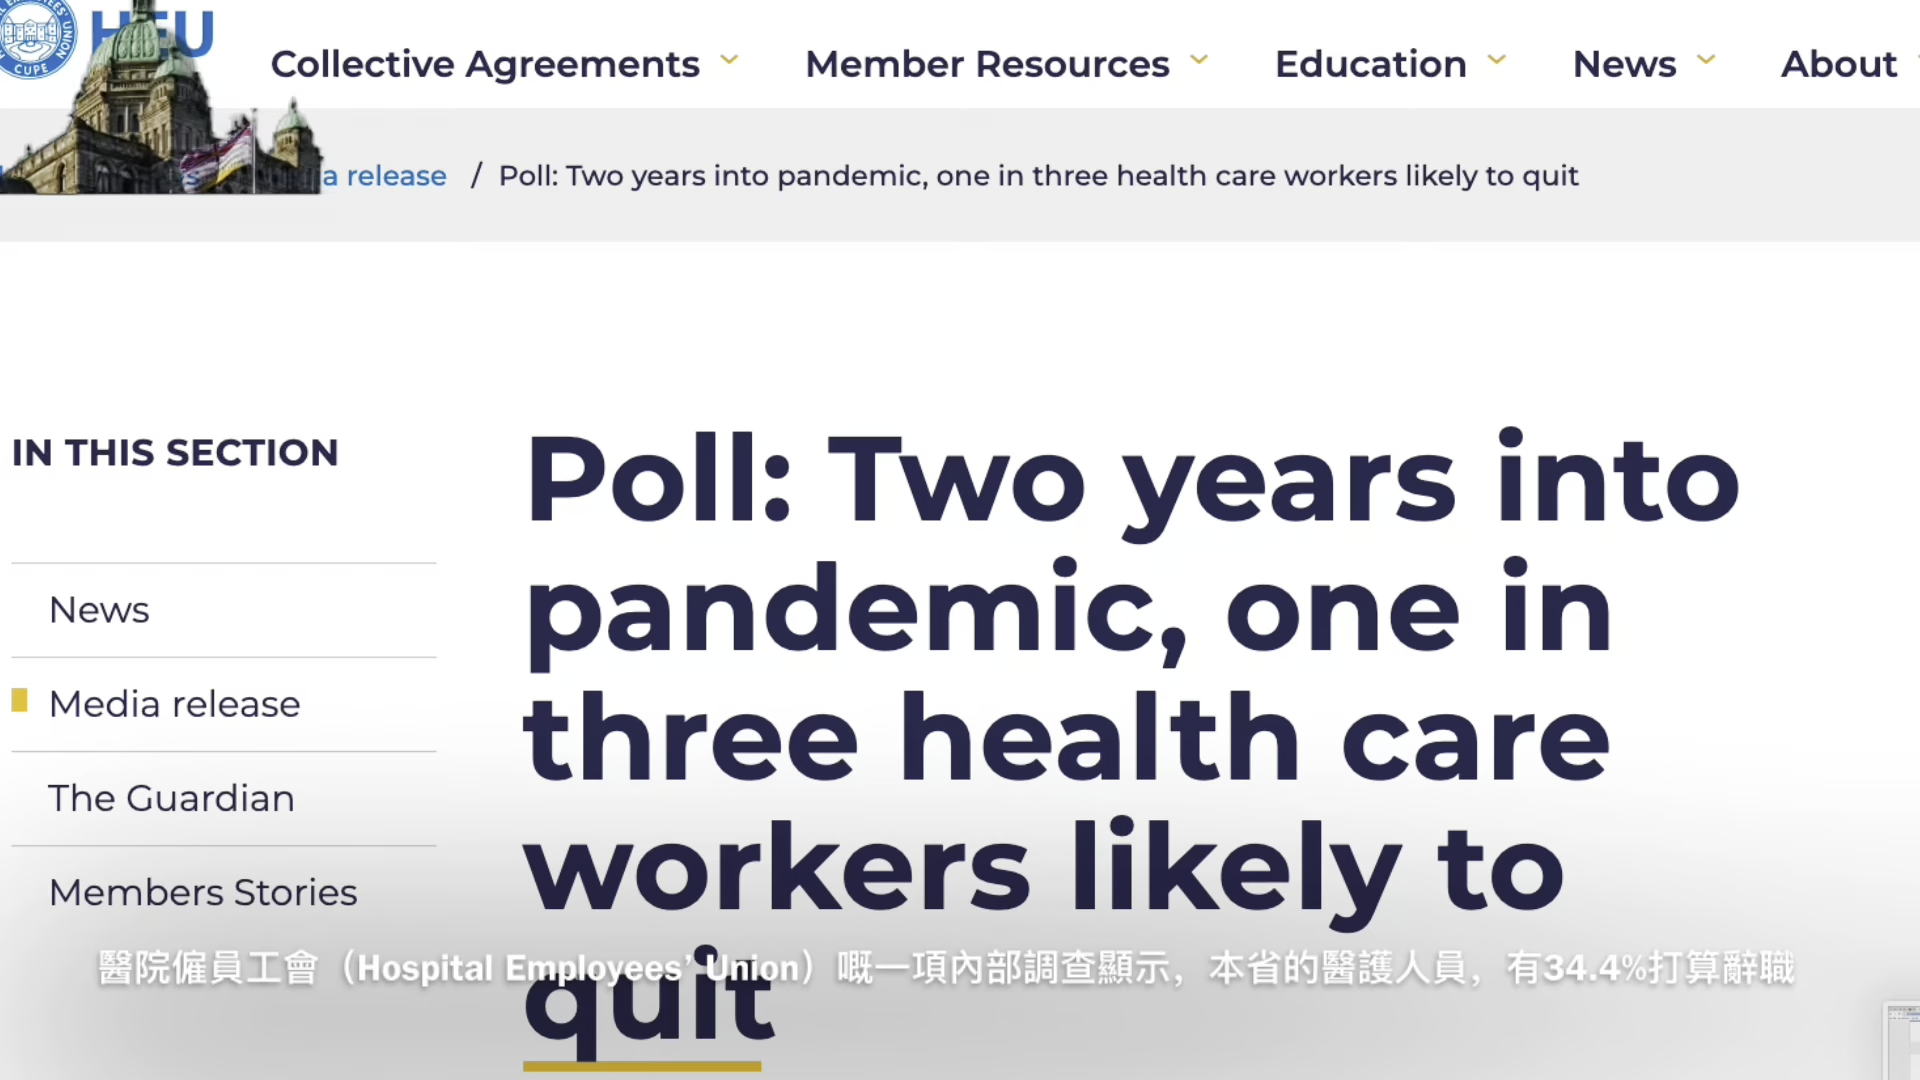 HEU
CUPE
Collective Agreements
Member Resources
Education
News
About
a release / Poll: Two years into pandemic, one in three health care workers likely to quit
IN THIS SECTION
News
Media release
The Guardian
Members Stories
Poll: Two years into
pandemic, one in
three health care
workers likely to
quit
醫院僱員工會（Hospital Employees’ Union）嘅一項內部調查顯示，本省的醫護人員，有34.4%打算辭職